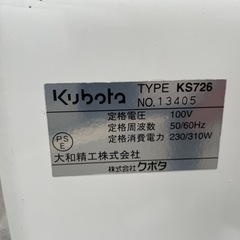 Kubota TYPE KS726
NO.13405
定格電圧 100V
定格周波数 50/60Hz
定格消費電力 230/310W
PS
E
大和精工株式会社
株式会社クボタ